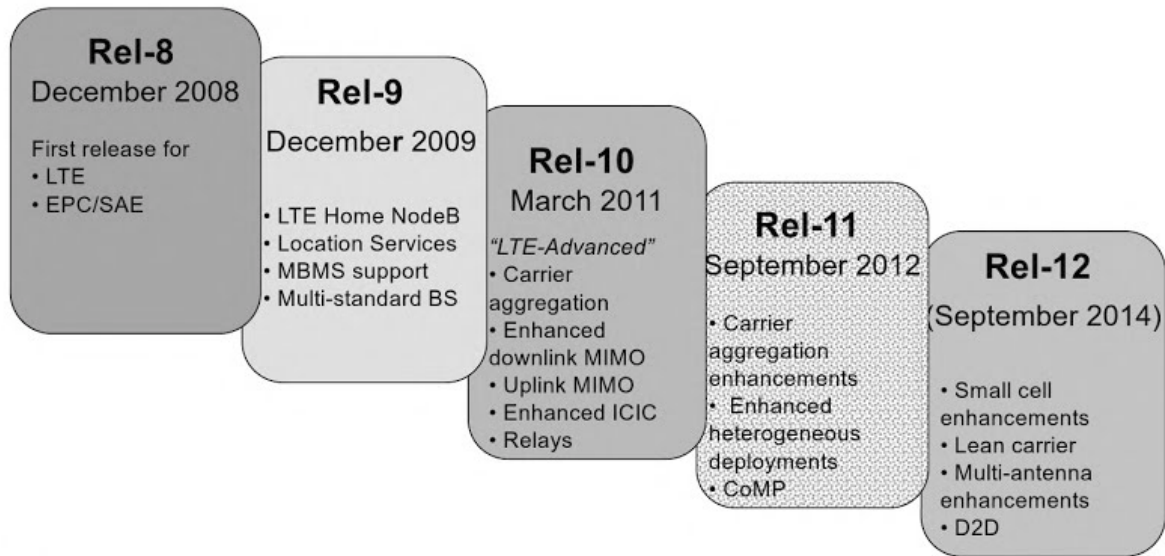 Rel-8
December 2008
First release for
• LTE
• EPC/SAE
Rel-9
December 2009
• LTE Home NodeB
• Location Services
• MBMS support
• Multi-standard BS
Rel-10
March 2011
“LTE-Advanced”
• Carrier
aggregation
• Enhanced
downlink MIMO
• Uplink MIMO
• Enhanced ICIC
• Relays
Rel-11
September 2012
• Carrier
aggregation
enhancements
• Enhanced
heterogeneous
deployments
• CoMP
Rel-12
(September 2014)
• Small cell
enhancements
• Lean carrier
• Multi-antenna
enhancements
• D2D